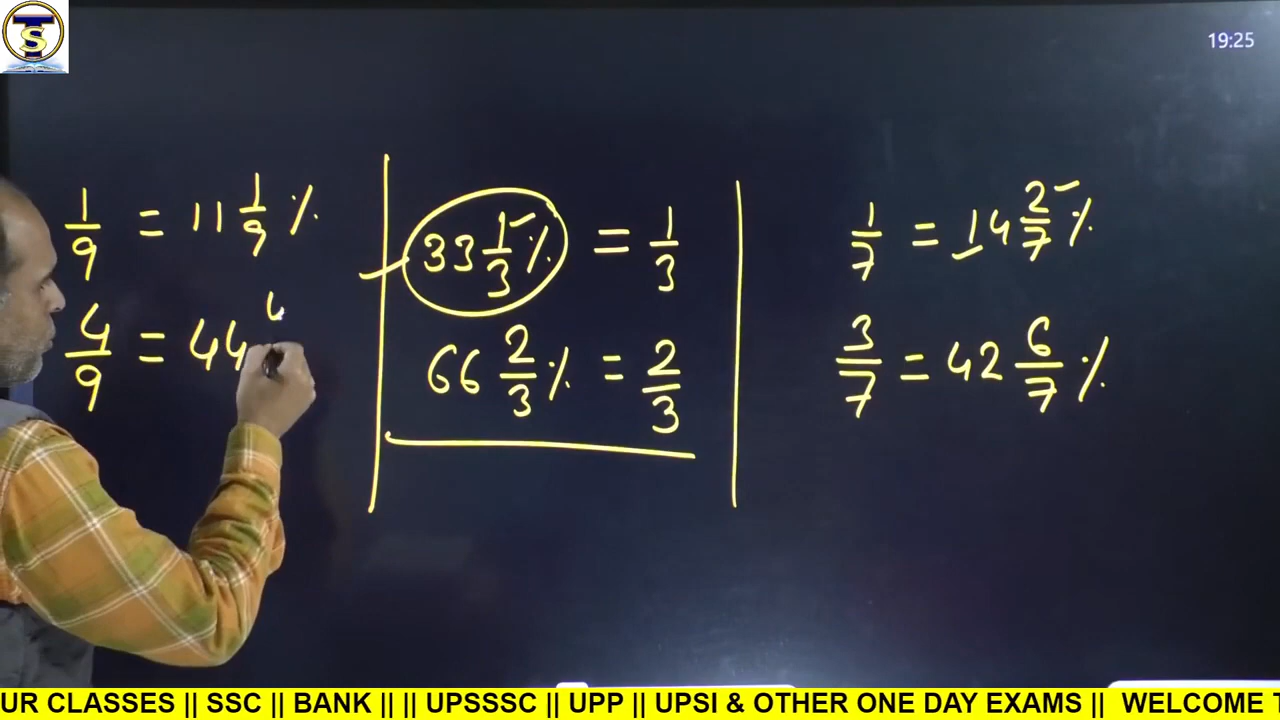 TS
19:25
1/9 = 11 1/9 %
4/9 = 44 4
33 1/3 % = 1/3
66 2/3 % = 2/3
1/7 = 14 2/7 %
3/7 = 42 6/7 %
UR CLASSES || SSC || BANK || || UPSSSC || UPP || UPSI & OTHER ONE DAY EXAMS || WELCOME T